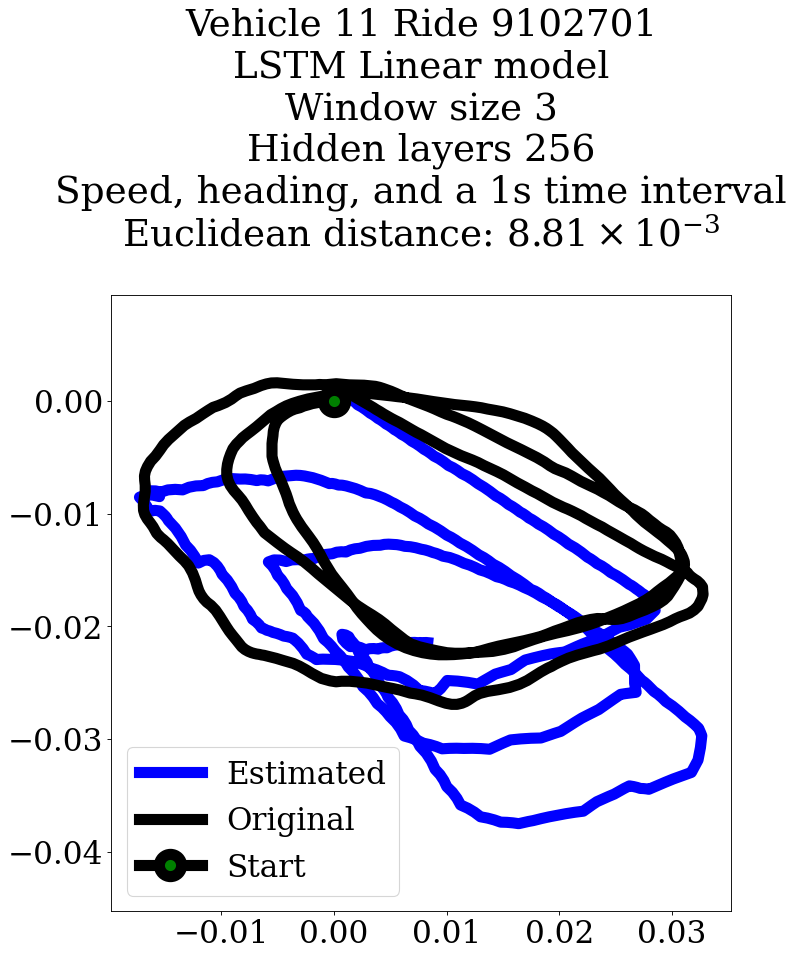 Vehicle 11 Ride 9102701
LSTM Linear model
Window size 3
Hidden layers 256
Speed, heading, and a 1s time interval
Euclidean distance: 8.81 × 10⁻³
0.00
−0.01
−0.02
−0.03
−0.04
Estimated
Original
Start
−0.01 0.00 0.01 0.02 0.03